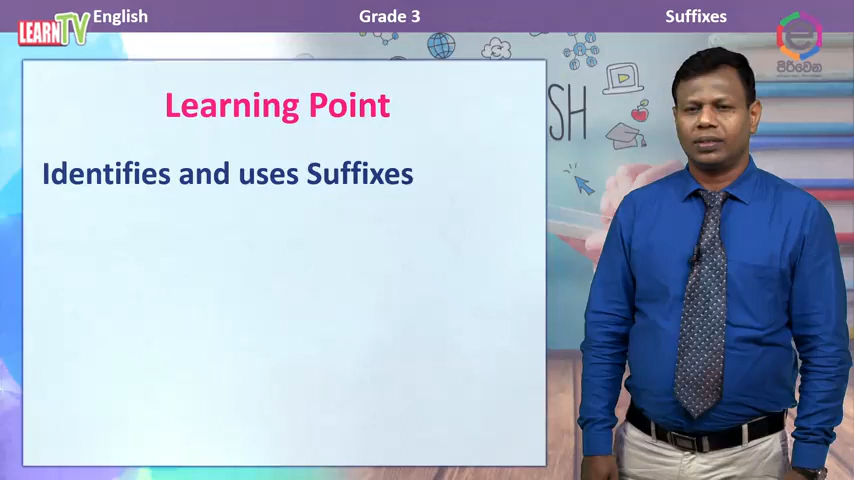 English
Grade 3
Suffixes
LEARN TV
පිරිවෙන
Learning Point
Identifies and uses Suffixes
SH